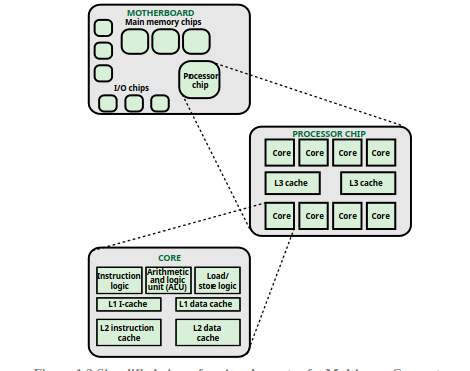 MOTHERBOARD
Main memory chips
Processor
chip
I/O chips
PROCESSOR CHIP
Core Core Core Core
L3 cache L3 cache
Core Core Core Core
CORE
Instruction
logic
Arithmetic
and logic
unit (ALU)
Load/
store logic
L1 I-cache L1 data cache
L2 instruction
cache
L2 data
cache